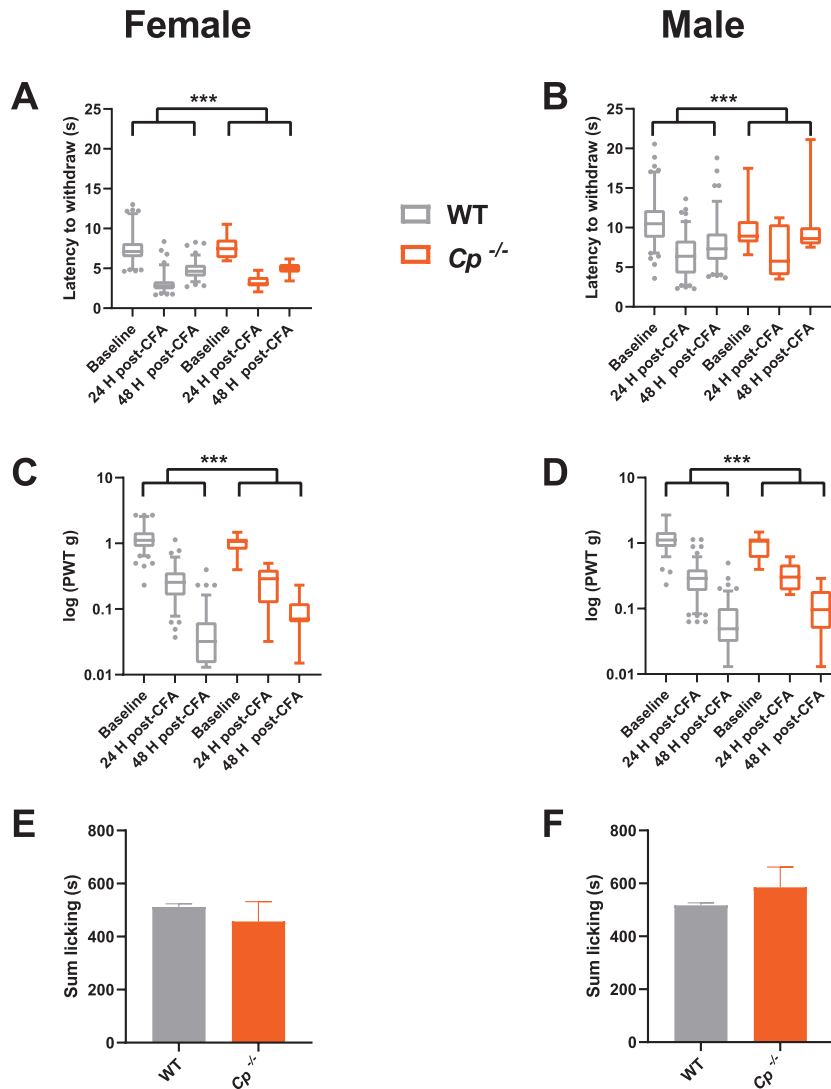 Female
Male
A
Latency to withdraw (s)
25
20
15
10
5
0
***
Baseline
24 H post-CFA
48 H post-CFA
Baseline
24 H post-CFA
48 H post-CFA
WT
Cp -/-
B
Latency to withdraw (s)
25
20
15
10
5
0
***
Baseline
24 H post-CFA
48 H post-CFA
Baseline
24 H post-CFA
48 H post-CFA
C
log (PWT g)
10
1
0.1
0.01
***
Baseline
24 H post-CFA
48 H post-CFA
Baseline
24 H post-CFA
48 H post-CFA
D
log (PWT g)
10
1
0.1
0.01
***
Baseline
24 H post-CFA
48 H post-CFA
Baseline
24 H post-CFA
48 H post-CFA
E
Sum licking (s)
800
600
400
200
0
WT
Cp -/-
F
Sum licking (s)
800
600
400
200
0
WT
Cp -/-